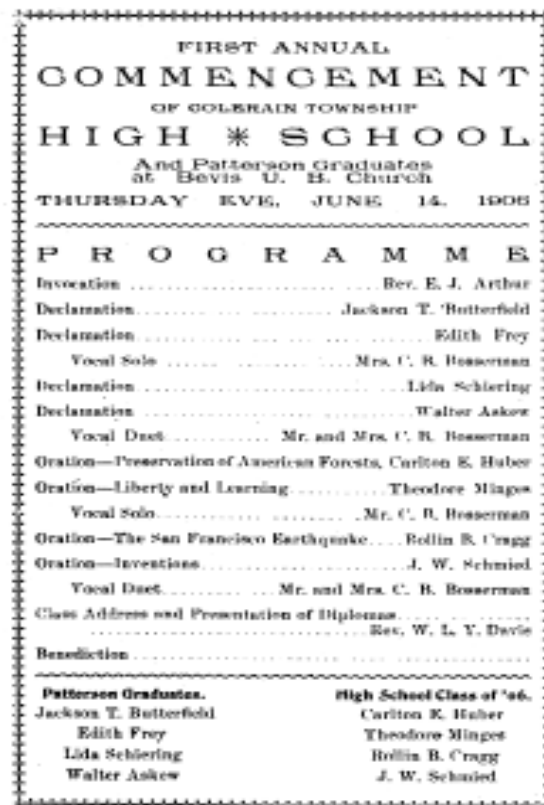 FIRST ANNUAL
COMMENCEMENT
OF COLERAIN TOWNSHIP
HIGH * SCHOOL
And Patterson Graduates
at Bevis U. B. Church
THURSDAY EVE, JUNE 14, 1906
PROGRAMME
Invocation ........ Rev. E. J. Arthur
Declamation ........ Jackson T. Butterfield
Declamation ........ Edith Frey
Vocal Solo ........ Mrs. C. B. Bosserman
Declamation ........ Lida Schiering
Declamation ........ Walter Askew
Vocal Duet ........ Mr. and Mrs. C. B. Bosserman
Oration—Preservation of American Forests, Carlton E. Huber
Oration—Liberty and Learning ........ Theodore Minges
Vocal Solo ........ Mr. C. B. Bosserman
Oration—The San Francisco Earthquake .... Rollin B. Cragg
Oration—Inventions ........ J. W. Schmied
Vocal Duet ........ Mr. and Mrs. C. B. Bosserman
Class Address and Presentation of Diplomas ........
........ Rev. W. L. Y. Davis
Benediction ........
Patterson Graduates.
Jackson T. Butterfield
Edith Frey
Lida Schiering
Walter Askew
High School Class of '06.
Carlton E. Huber
Theodore Minges
Rollin B. Cragg
J. W. Schmied